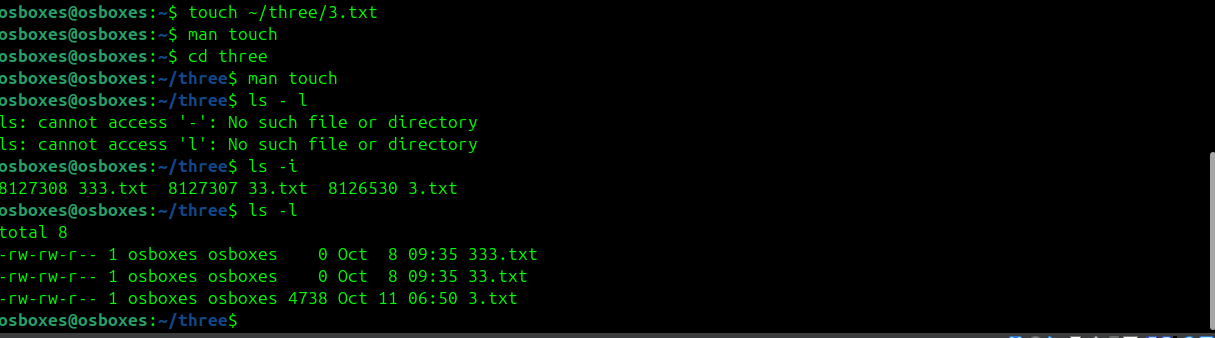 osboxes@osboxes:~$ touch ~/three/3.txt
osboxes@osboxes:~$ man touch
osboxes@osboxes:~$ cd three
osboxes@osboxes:~/three$ man touch
osboxes@osboxes:~/three$ ls - l
ls: cannot access '-': No such file or directory
ls: cannot access 'l': No such file or directory
osboxes@osboxes:~/three$ ls -i
8127308 333.txt  8127307 33.txt  8126530 3.txt
osboxes@osboxes:~/three$ ls -l
total 8
-rw-rw-r-- 1 osboxes osboxes    0 Oct  8 09:35 333.txt
-rw-rw-r-- 1 osboxes osboxes    0 Oct  8 09:35 33.txt
-rw-rw-r-- 1 osboxes osboxes 4738 Oct 11 06:50 3.txt
osboxes@osboxes:~/three$